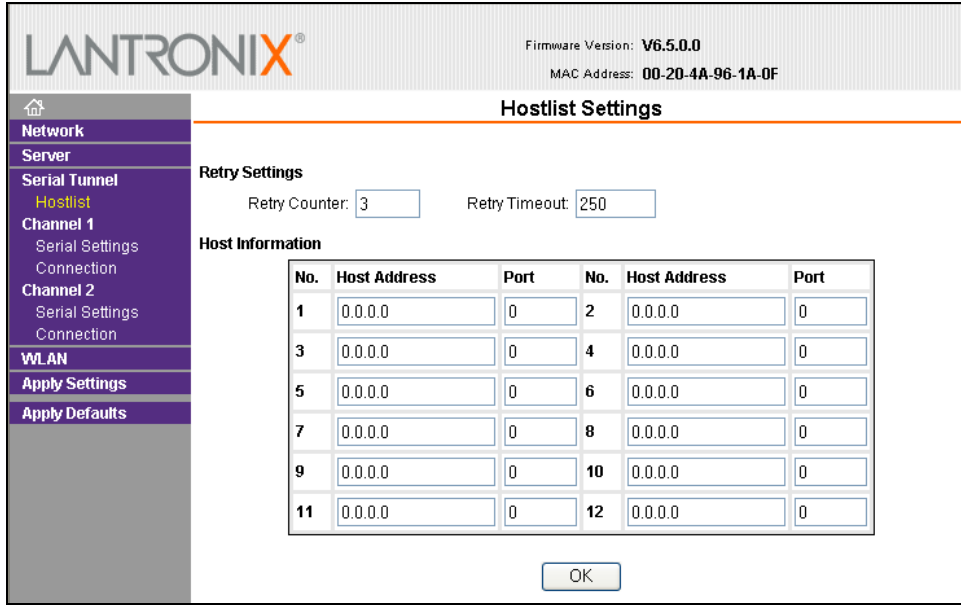 LANTRONIX®
Firmware Version: V6.5.0.0
MAC Address: 00-20-4A-96-1A-0F
Network
Server
Serial Tunnel
Hostlist
Channel 1
Serial Settings
Connection
Channel 2
Serial Settings
Connection
WLAN
Apply Settings
Apply Defaults
Hostlist Settings
Retry Settings
Retry Counter: 3 Retry Timeout: 250
Host Information
No. Host Address Port No. Host Address Port
1 0.0.0.0 0 2 0.0.0.0 0
3 0.0.0.0 0 4 0.0.0.0 0
5 0.0.0.0 0 6 0.0.0.0 0
7 0.0.0.0 0 8 0.0.0.0 0
9 0.0.0.0 0 10 0.0.0.0 0
11 0.0.0.0 0 12 0.0.0.0 0
OK